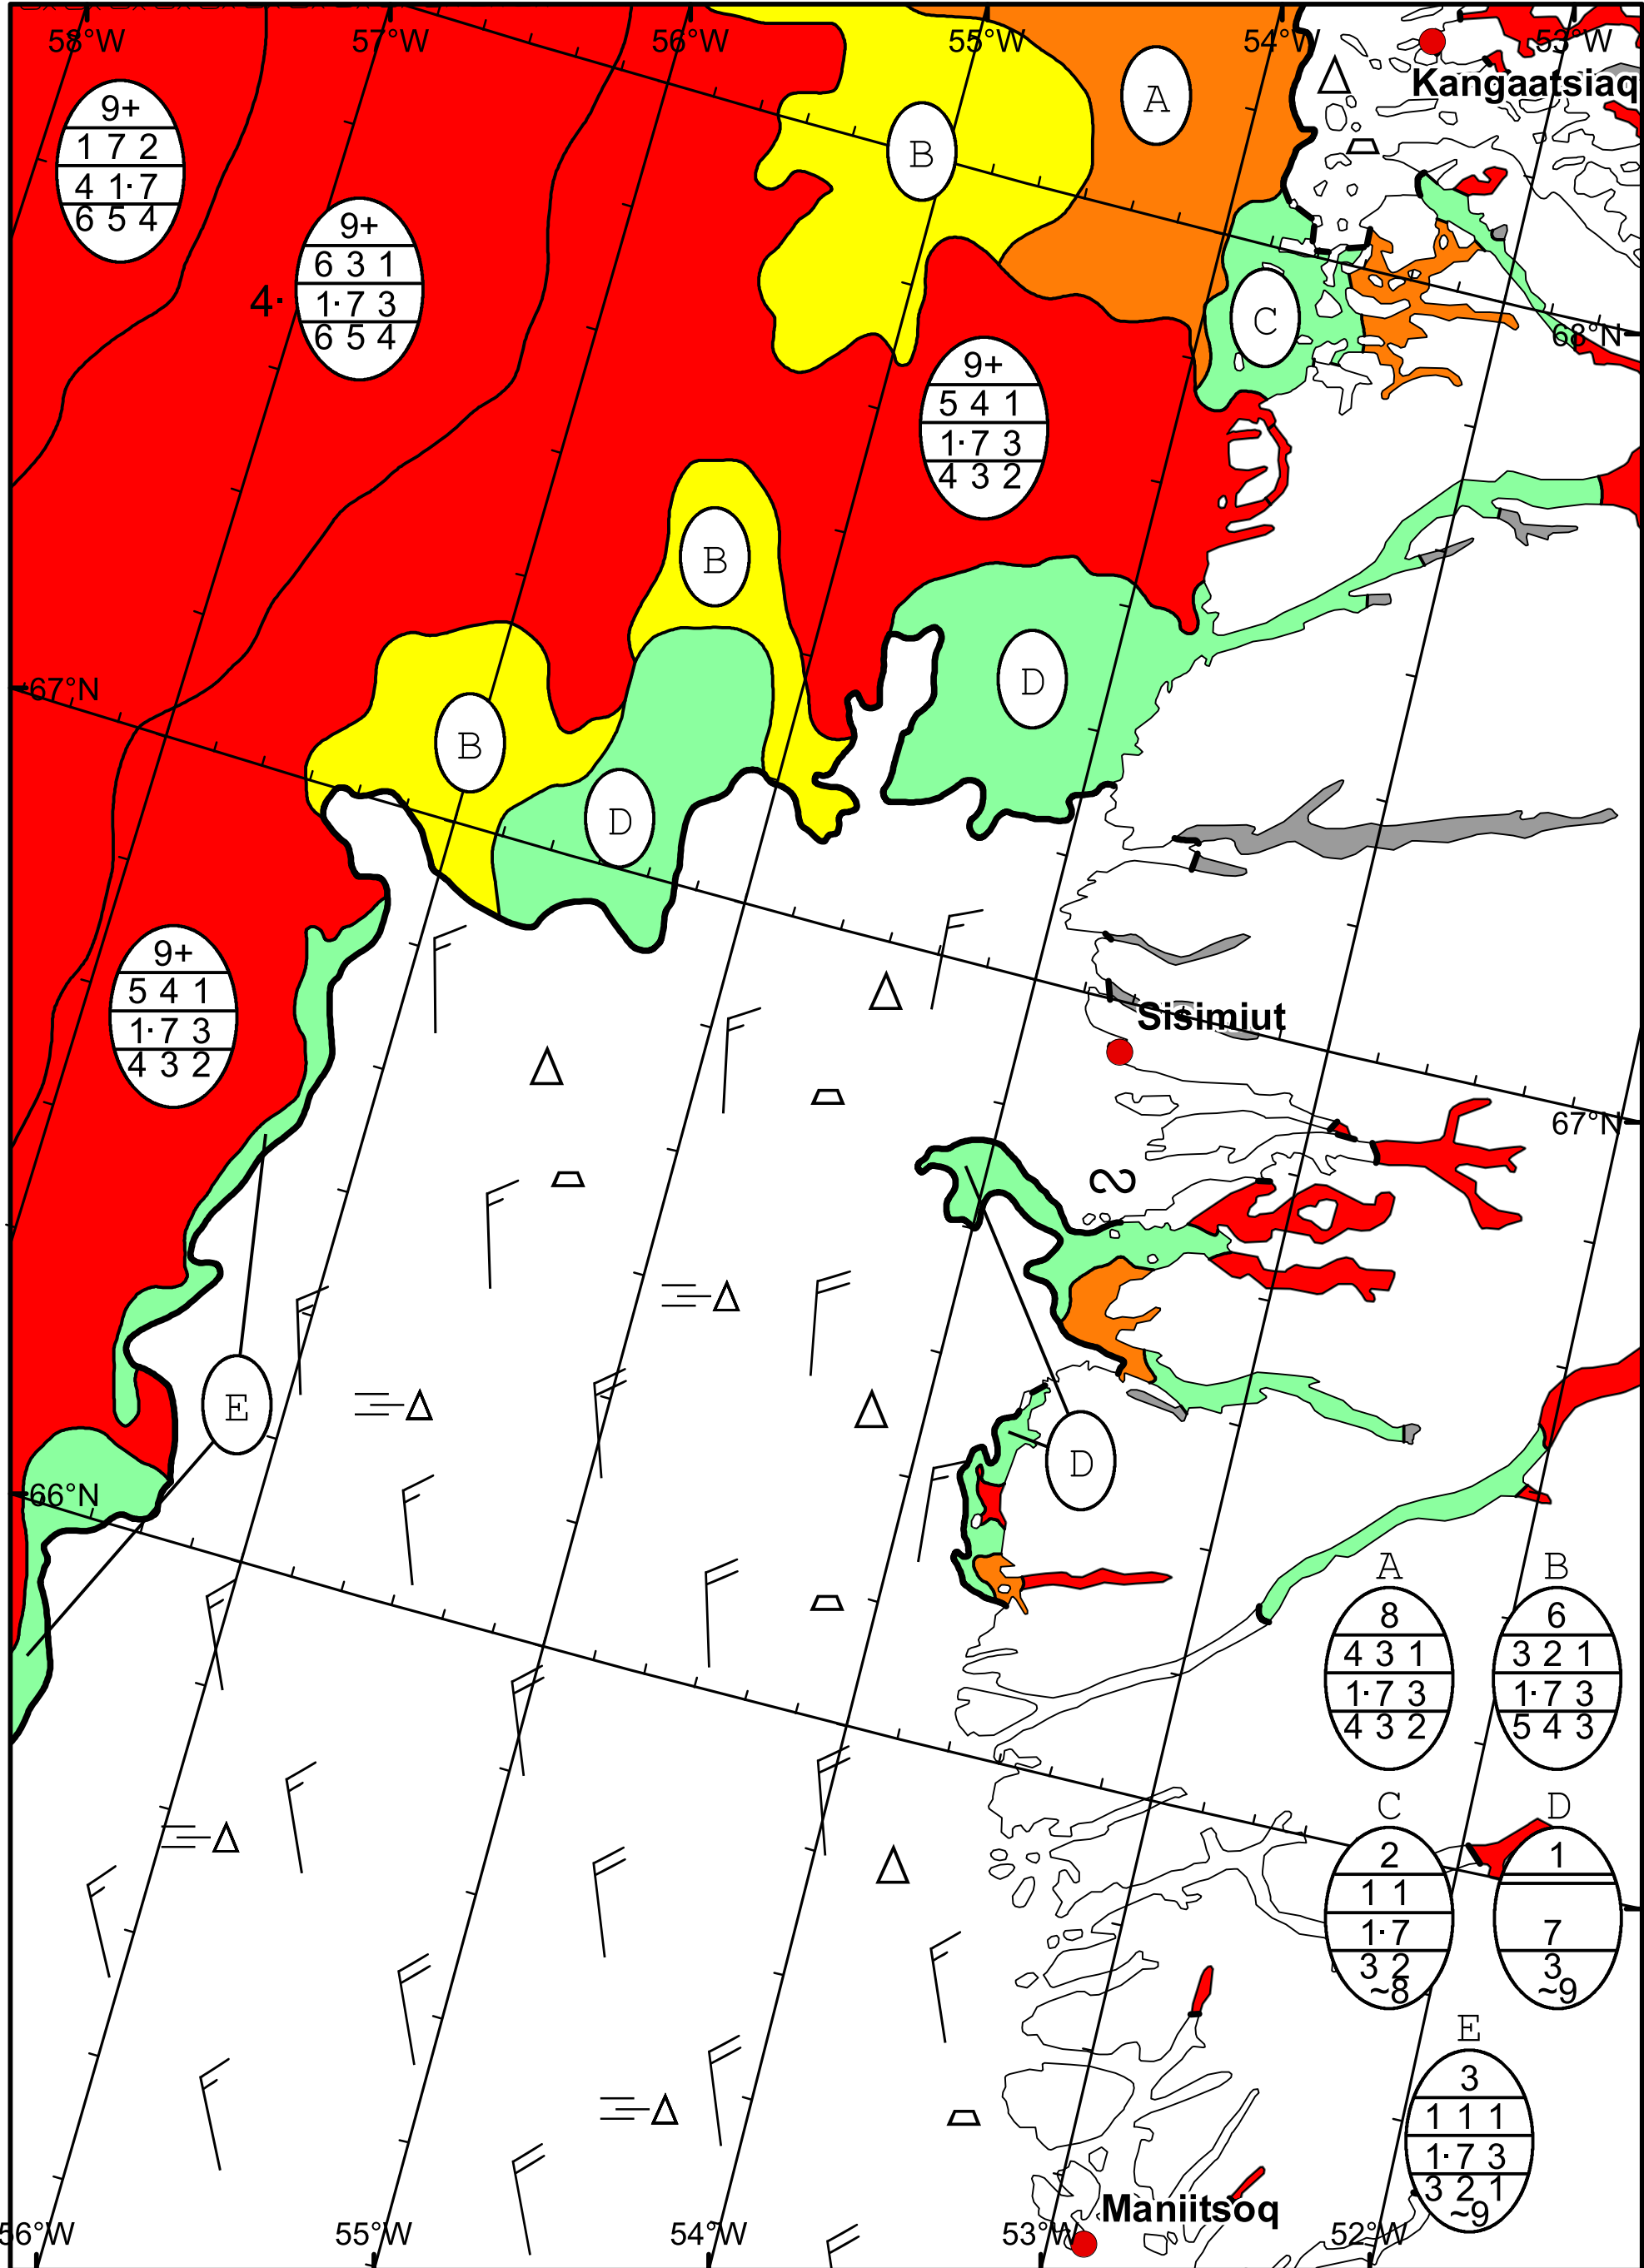 58°W 57°W 56°W 55°W 54°W 53°W
Kangaatsiaq
A
9+
1 7 2
4 1· 7
6 5 4
B
9+
6 3 1
4· 1· 7 3
6 5 4
C
68°N
9+
5 4 1
1· 7 3
4 3 2
B
67°N
D
B
D
9+
5 4 1
1· 7 3
4 3 2
Sisimiut
67°N
E
D
66°N
A
8
4 3 1
1· 7 3
4 3 2
B
6
3 2 1
1· 7 3
5 4 3
C
2
1 1
1· 7
3 2
~8
D
1
7
3
~9
E
3
1 1 1
1· 7 3
3 2 1
~9
Maniitsoq
56°W 55°W 54°W 53°W 52°W